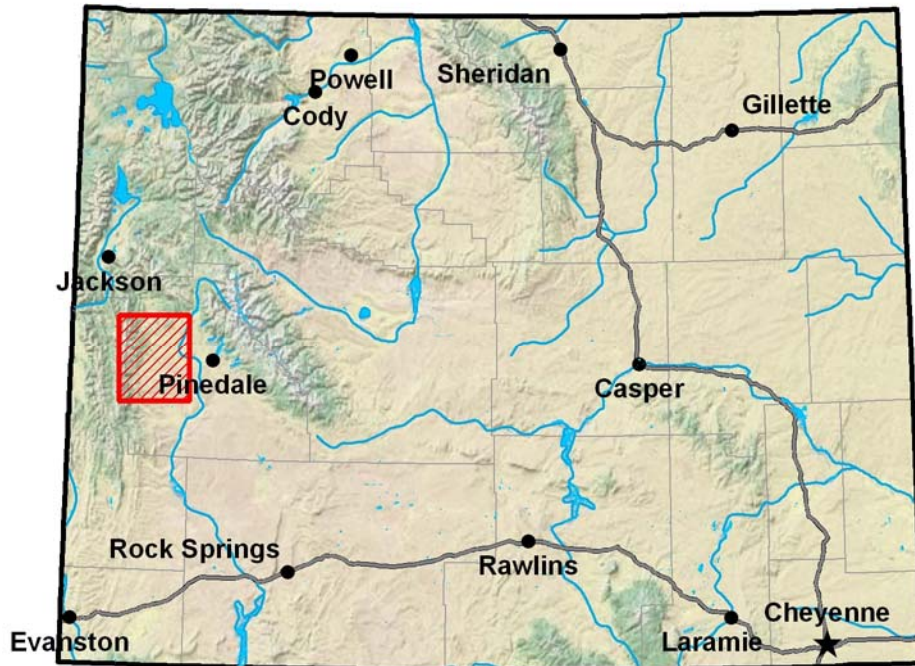 Powell
Sheridan
Cody
Gillette
Jackson
Pinedale
Casper
Rock Springs
Rawlins
Cheyenne
Evanston
Laramie